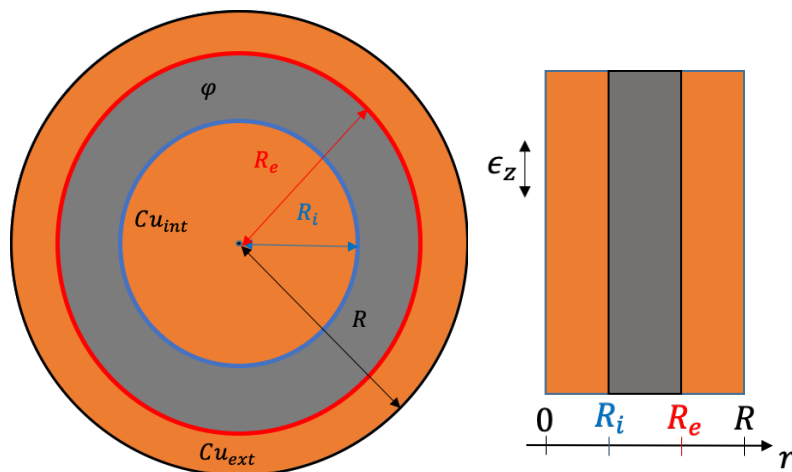 φ
R_e
Cu_int
R_i
R
Cu_ext
ϵ_z
0 R_i R_e R
r